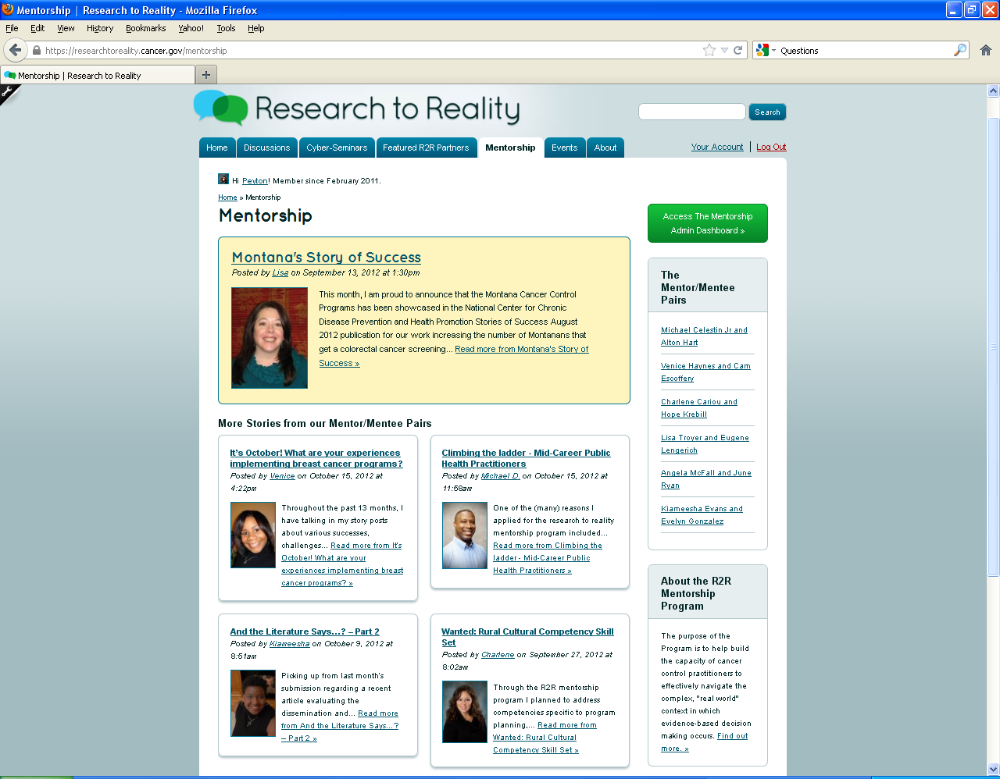 Mentorship | Research to Reality - Mozilla Firefox
File Edit View History Bookmarks Yahoo! Tools Help
https://researchtoreality.cancer.gov/mentorship
Questions
Mentorship | Research to Reality
Research to Reality
Search
Home Discussions Cyber-Seminars Featured R2R Partners Mentorship Events About
Your Account | Log Out
Hi Peyton! Member since February 2011.
Home » Mentorship
Mentorship
Montana's Story of Success
Posted by Lisa on September 13, 2012 at 1:30pm
This month, I am proud to announce that the Montana Cancer Control
Programs has been showcased in the National Center for Chronic
Disease Prevention and Health Promotion Stories of Success August
2012 publication for our work increasing the number of Montanans that
get a colorectal cancer screening... Read more from Montana's Story of
Success »
More Stories from our Mentor/Mentee Pairs
It's October! What are your experiences
implementing breast cancer programs?
Posted by Venice on October 15, 2012 at
4:22pm
Throughout the past 13 months, I
have talking in my story posts
about various successes,
challenges... Read more from It's
October! What are your
experiences implementing breast
cancer programs? »
Climbing the ladder - Mid-Career Public
Health Practitioners
Posted by Michael D. on October 15, 2012 at
11:58am
One of the (many) reasons I
applied for the research to reality
mentorship program included...
Read more from Climbing the
ladder - Mid-Career Public
Health Practitioners »
And the Literature Says...? – Part 2
Posted by Kiameesha on October 9, 2012 at
8:51am
Picking up from last month's
submission regarding a recent
article evaluating the
dissemination and... Read more
from And the Literature Says...?
– Part 2 »
Wanted: Rural Cultural Competency Skill
Set
Posted by Charlene on September 27, 2012 at
8:02am
Through the R2R mentorship
program I planned to address
competencies specific to program
planning,... Read more from
Wanted: Rural Cultural
Competency Skill Set »
Access The Mentorship
Admin Dashboard »
The
Mentor/Mentee
Pairs
Michael Celestin Jr and
Alton Hart
Venice Haynes and Cam
Escoffery
Charlene Cariou and
Hope Krebill
Lisa Troyer and Eugene
Lengerich
Angela McFall and June
Ryan
Kiameesha Evans and
Evelyn Gonzalez
About the R2R
Mentorship
Program
The purpose of the
Program is to help build
the capacity of cancer
control practitioners to
effectively navigate the
complex, "real world"
context in which
evidence-based decision
making occurs. Find out
more. »